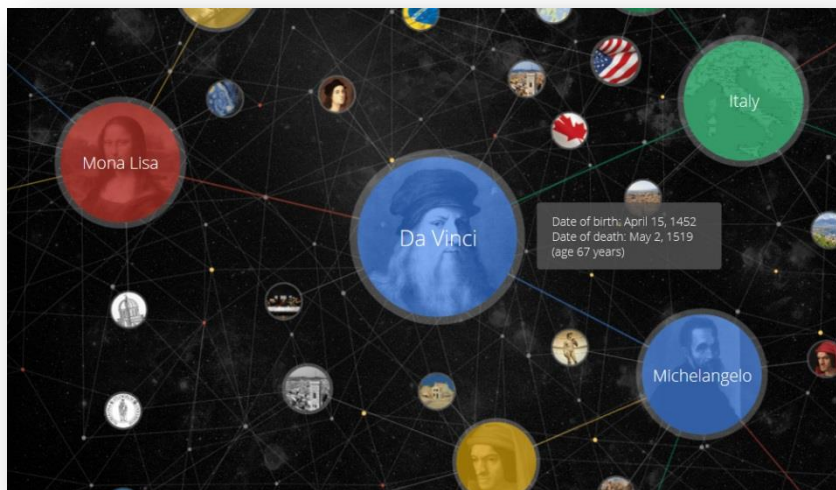 Italy
Mona Lisa
Da Vinci
Date of birth: April 15, 1452
Date of death: May 2, 1519
(age 67 years)
Michelangelo